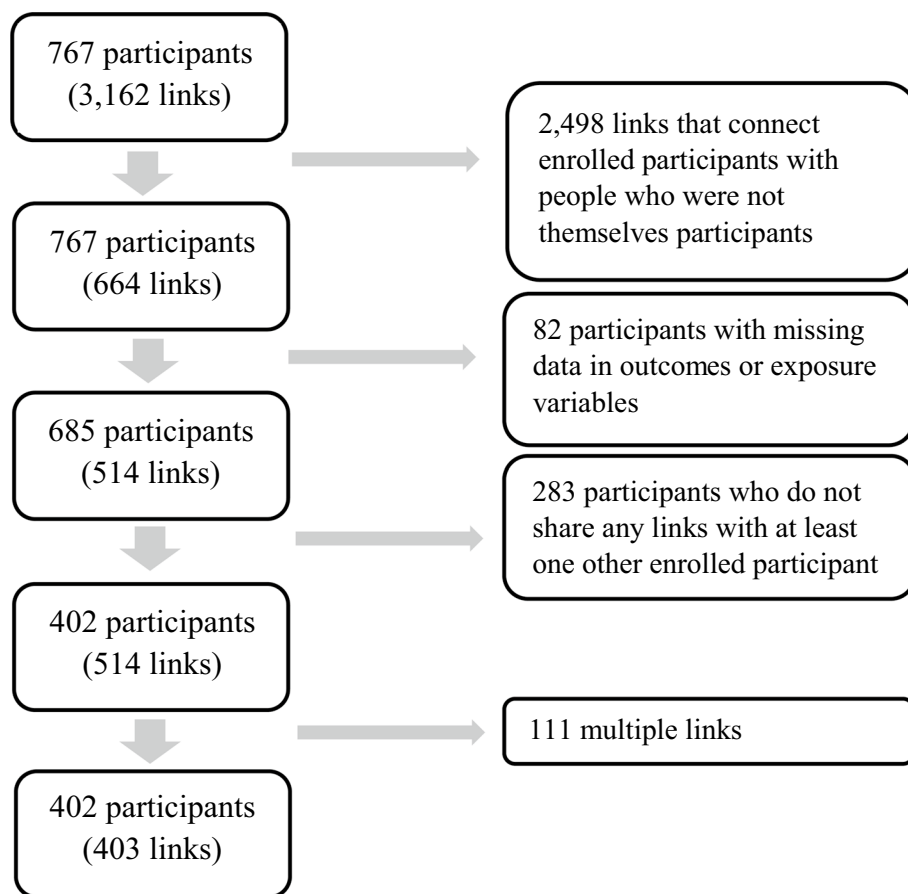 767 participants
(3,162 links)
2,498 links that connect
enrolled participants with
people who were not
themselves participants
767 participants
(664 links)
82 participants with missing
data in outcomes or exposure
variables
685 participants
(514 links)
283 participants who do not
share any links with at least
one other enrolled participant
402 participants
(514 links)
111 multiple links
402 participants
(403 links)